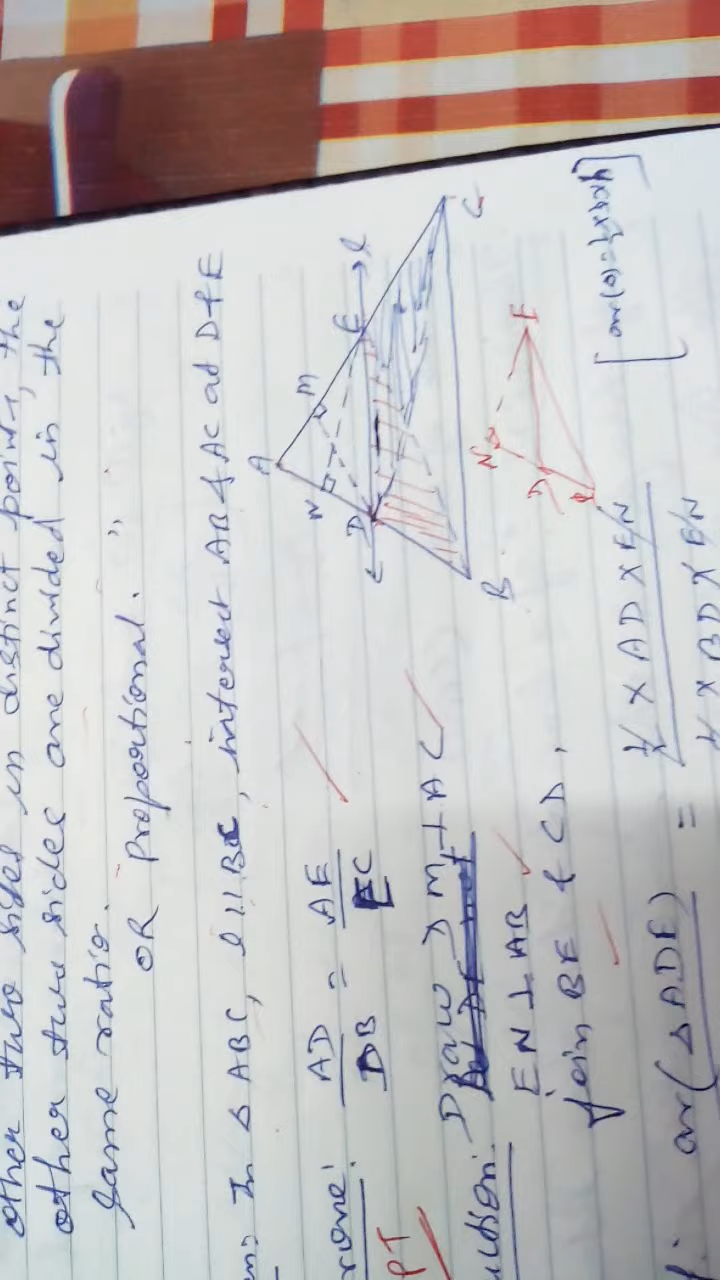 other two sides in distinct points, the
other two sides are divided in the
same ratio.
OR Proportional. "
In Δ ABC, l || BC, intersect AB & AC at D & E
AD/DB = AE/EC
PT
Draw DM ⊥ AC
EN ⊥ AB
Join BE & CD.
A
N
M
D
E
l
B
C
N
D
E
B
[ar(Δ) = ½×b×h]
ar(Δ ADE) = ½ × AD × EN
½ × BD × EN